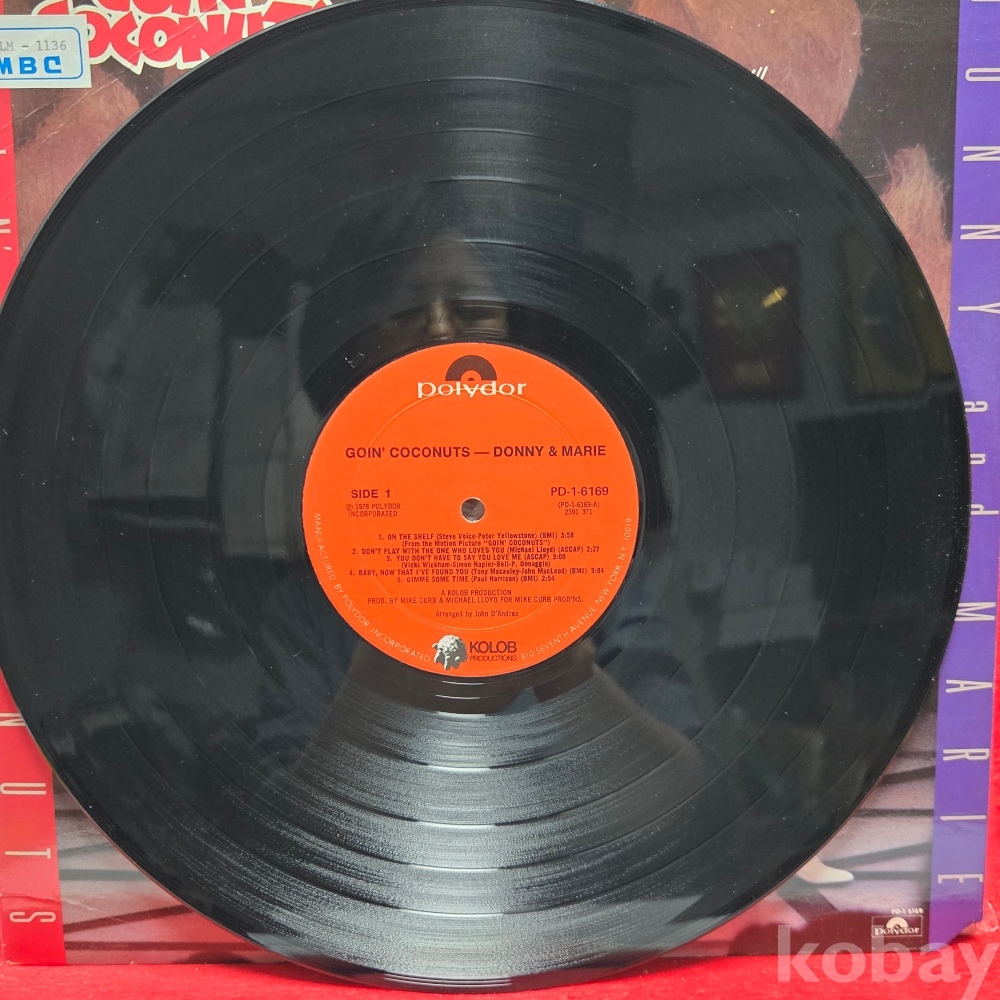 COCONUTS
LM - 1136
MBC
N'
N U T S
O N N Y and M A R I E
polydor
GOIN' COCONUTS — DONNY & MARIE
SIDE 1
PD-1-6169
℗ 1978 POLYDOR
INCORPORATED
(PD-1-6169-A)
2391 371
1. ON THE SHELF (Steve Voice-Peter Yellowstone) (BMI) 3:58
(From the Motion Picture "GOIN' COCONUTS")
2. DON'T PLAY WITH THE ONE WHO LOVES YOU (Michael Lloyd) (ASCAP) 2:27
3. YOU DON'T HAVE TO SAY YOU LOVE ME (ASCAP) 3:06
(Vicki Wickham-Simon Napier-Bell-P. Donaggio)
4. BABY, NOW THAT I'VE FOUND YOU (Tony Macauley-John MacLeod) (BMI) 3:04
5. GIMME SOME TIME (Paul Harrison) (BMI) 2:54
A KOLOB PRODUCTION
PROD. BY MIKE CURB & MICHAEL LLOYD FOR MIKE CURB PROD'NS.
Arranged by John D'Andrea
MANUFACTURED BY POLYDOR INCORPORATED 810 SEVENTH AVENUE NEW YORK, N.Y. 10019
KOLOB
PRODUCTIONS
PD-1-6169
polydor
kobay